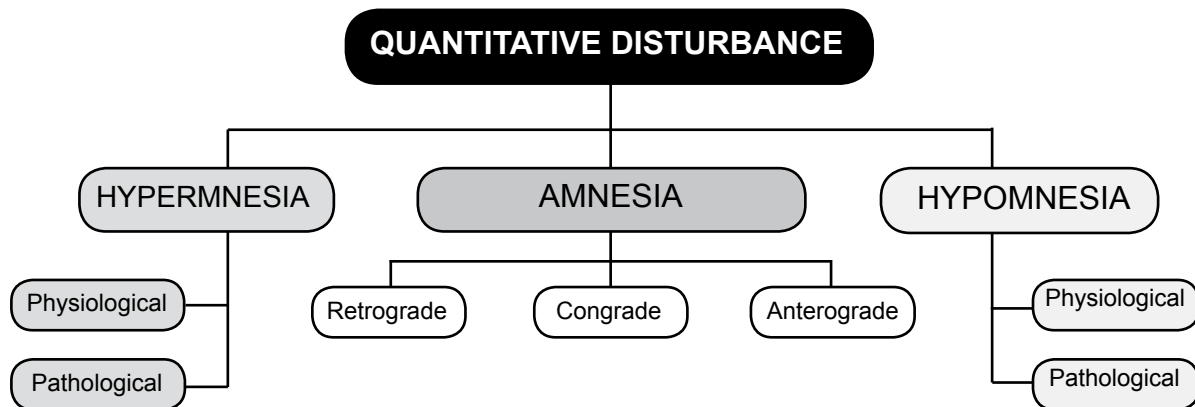 QUANTITATIVE DISTURBANCE
HYPERMNESIA
AMNESIA
HYPOMNESIA
Physiological
Pathological
Retrograde
Congrade
Anterograde
Physiological
Pathological